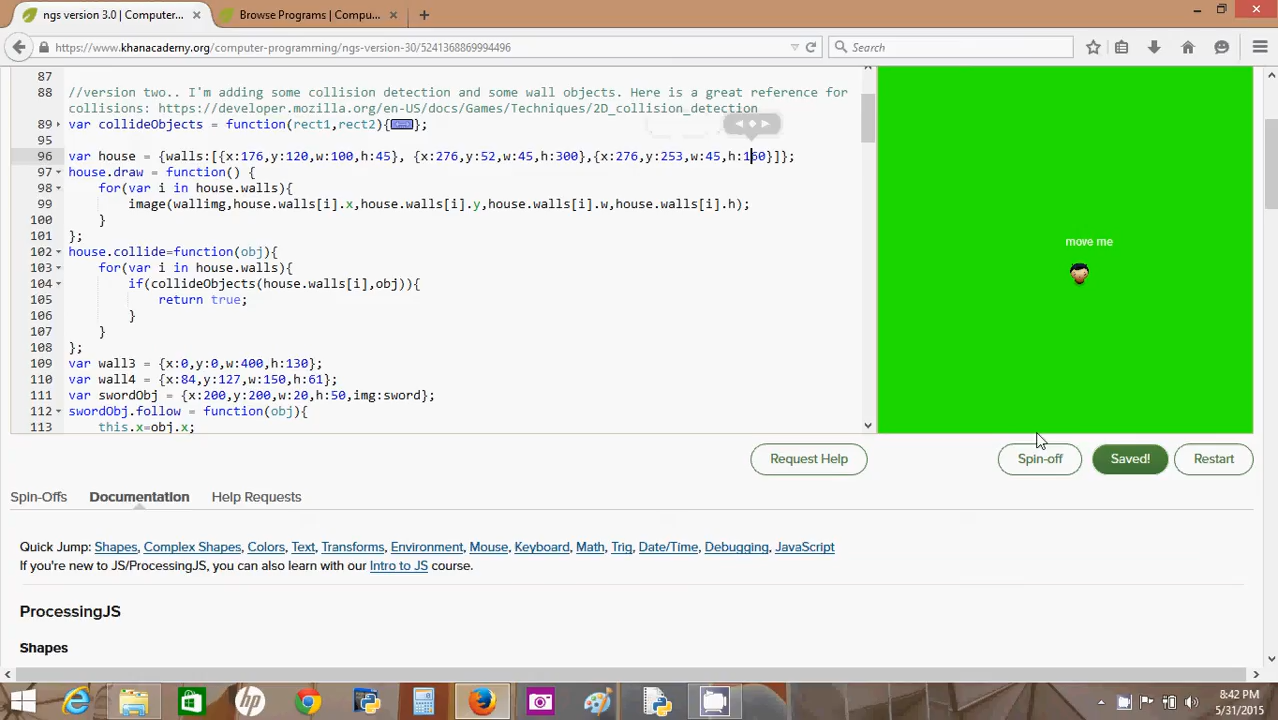 ngs version 3.0 | Computer... ×
Browse Programs | Compu... ×
+
https://www.khanacademy.org/computer-programming/ngs-version-30/5241368869994496
Search
87
88 //version two.. I'm adding some collision detection and some wall objects. Here is a great reference for
collisions: https://developer.mozilla.org/en-US/docs/Games/Techniques/2D_collision_detection
89 var collideObjects = function(rect1,rect2){};
95
96 var house = {walls:[{x:176,y:120,w:100,h:45}, {x:276,y:52,w:45,h:300},{x:276,y:253,w:45,h:160}]};
97 house.draw = function() {
98 for(var i in house.walls){
99 image(wallimg,house.walls[i].x,house.walls[i].y,house.walls[i].w,house.walls[i].h);
100 }
101 };
102 house.collide=function(obj){
103 for(var i in house.walls){
104 if(collideObjects(house.walls[i],obj)){
105 return true;
106 }
107 }
108 };
109 var wall3 = {x:0,y:0,w:400,h:130};
110 var wall4 = {x:84,y:127,w:150,h:61};
111 var swordObj = {x:200,y:200,w:20,h:50,img:sword};
112 swordObj.follow = function(obj){
113 this.x=obj.x;
move me
Request Help
Spin-off
Saved!
Restart
Spin-Offs
Documentation
Help Requests
Quick Jump: Shapes, Complex Shapes, Colors, Text, Transforms, Environment, Mouse, Keyboard, Math, Trig, Date/Time, Debugging, JavaScript
If you're new to JS/ProcessingJS, you can also learn with our Intro to JS course.
ProcessingJS
Shapes
8:42 PM
5/31/2015